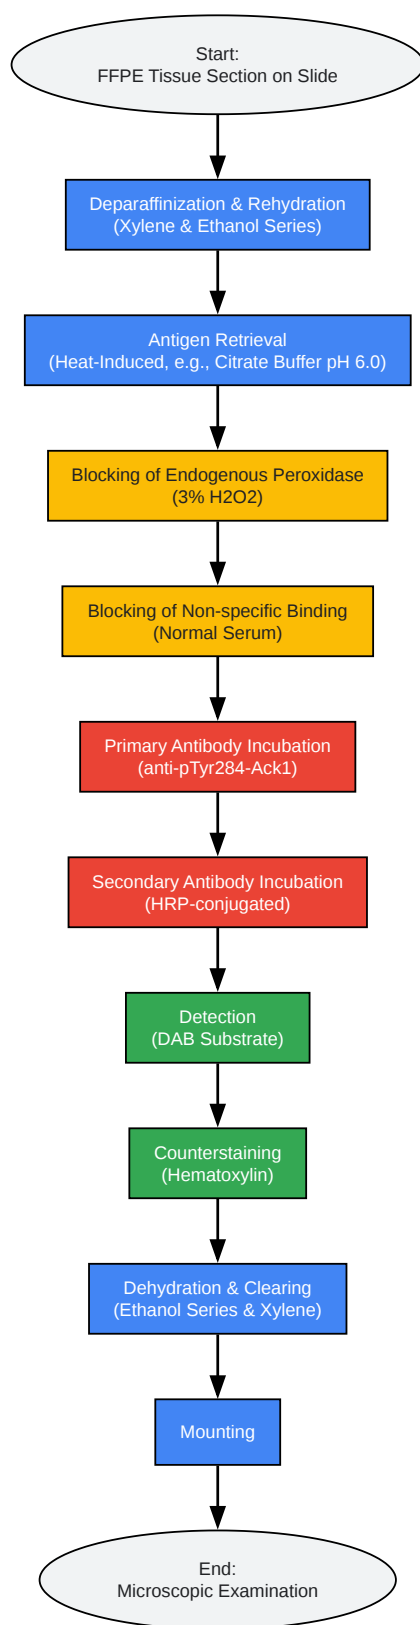 Start:
FFPE Tissue Section on Slide
Deparaffinization & Rehydration
(Xylene & Ethanol Series)
Antigen Retrieval
(Heat-Induced, e.g., Citrate Buffer pH 6.0)
Blocking of Endogenous Peroxidase
(3% H2O2)
Blocking of Non-specific Binding
(Normal Serum)
Primary Antibody Incubation
(anti-pTyr284-Ack1)
Secondary Antibody Incubation
(HRP-conjugated)
Detection
(DAB Substrate)
Counterstaining
(Hematoxylin)
Dehydration & Clearing
(Ethanol Series & Xylene)
Mounting
End:
Microscopic Examination